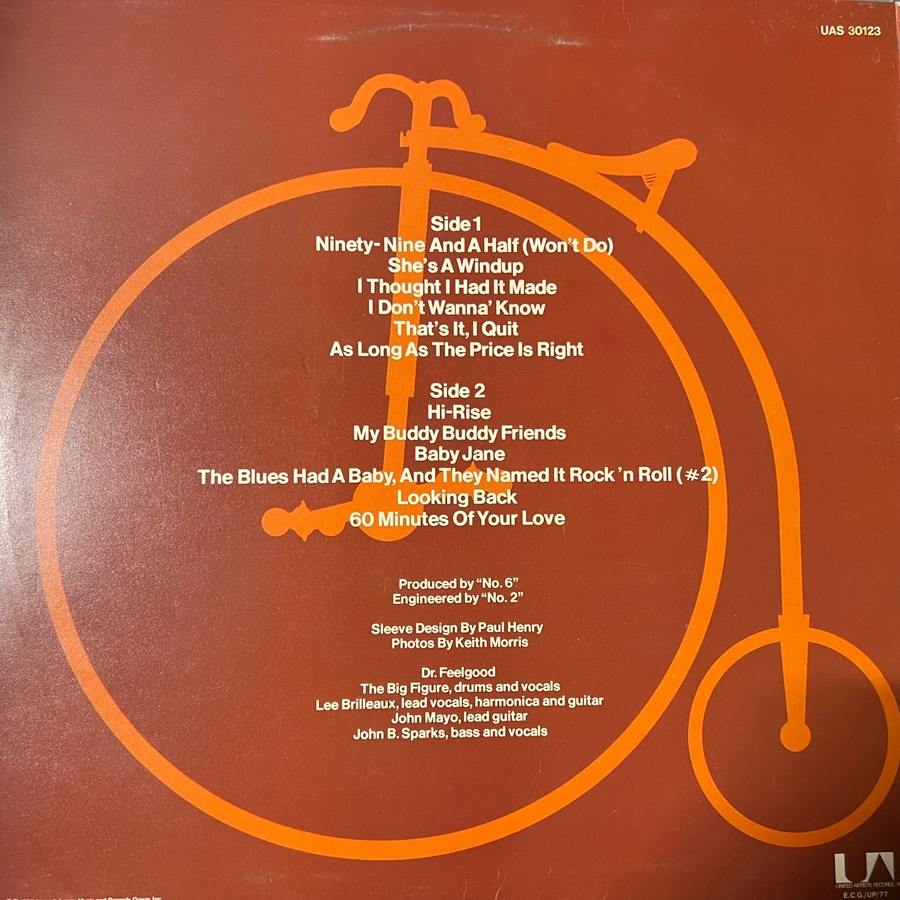 UAS 30123
Side 1
Ninety-Nine And A Half (Won't Do)
She's A Windup
I Thought I Had It Made
I Don't Wanna' Know
That's It, I Quit
As Long As The Price Is Right
Side 2
Hi-Rise
My Buddy Buddy Friends
Baby Jane
The Blues Had A Baby, And They Named It Rock 'n Roll (#2)
Looking Back
60 Minutes Of Your Love
Produced by “No. 6”
Engineered by “No. 2”
Sleeve Design By Paul Henry
Photos By Keith Morris
Dr. Feelgood
The Big Figure, drums and vocals
Lee Brilleaux, lead vocals, harmonica and guitar
John Mayo, lead guitar
John B. Sparks, bass and vocals
UA
UNITED ARTISTS RECORDS
E.C.G./UP/77